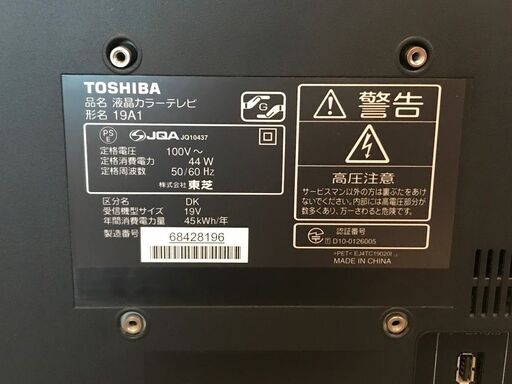 TOSHIBA
品名 液晶カラーテレビ
形名 19A1
G
PS
E
JQA JQ10437
定格電圧 100V～
定格消費電力 44W
定格周波数 50/60Hz
株式会社 東芝
区分名 DK
受信機型サイズ 19V
年間消費電力量 45kWh/年
製造番号 68428196
警告
高圧注意
サービスマン以外の方は裏ぶたをあけ
ないでください。内部には高電圧部分が
数多くあり、万一さわると危険です。
認証番号
T D10-0126005
>PET< EJ4TC19020I
MADE IN CHINA